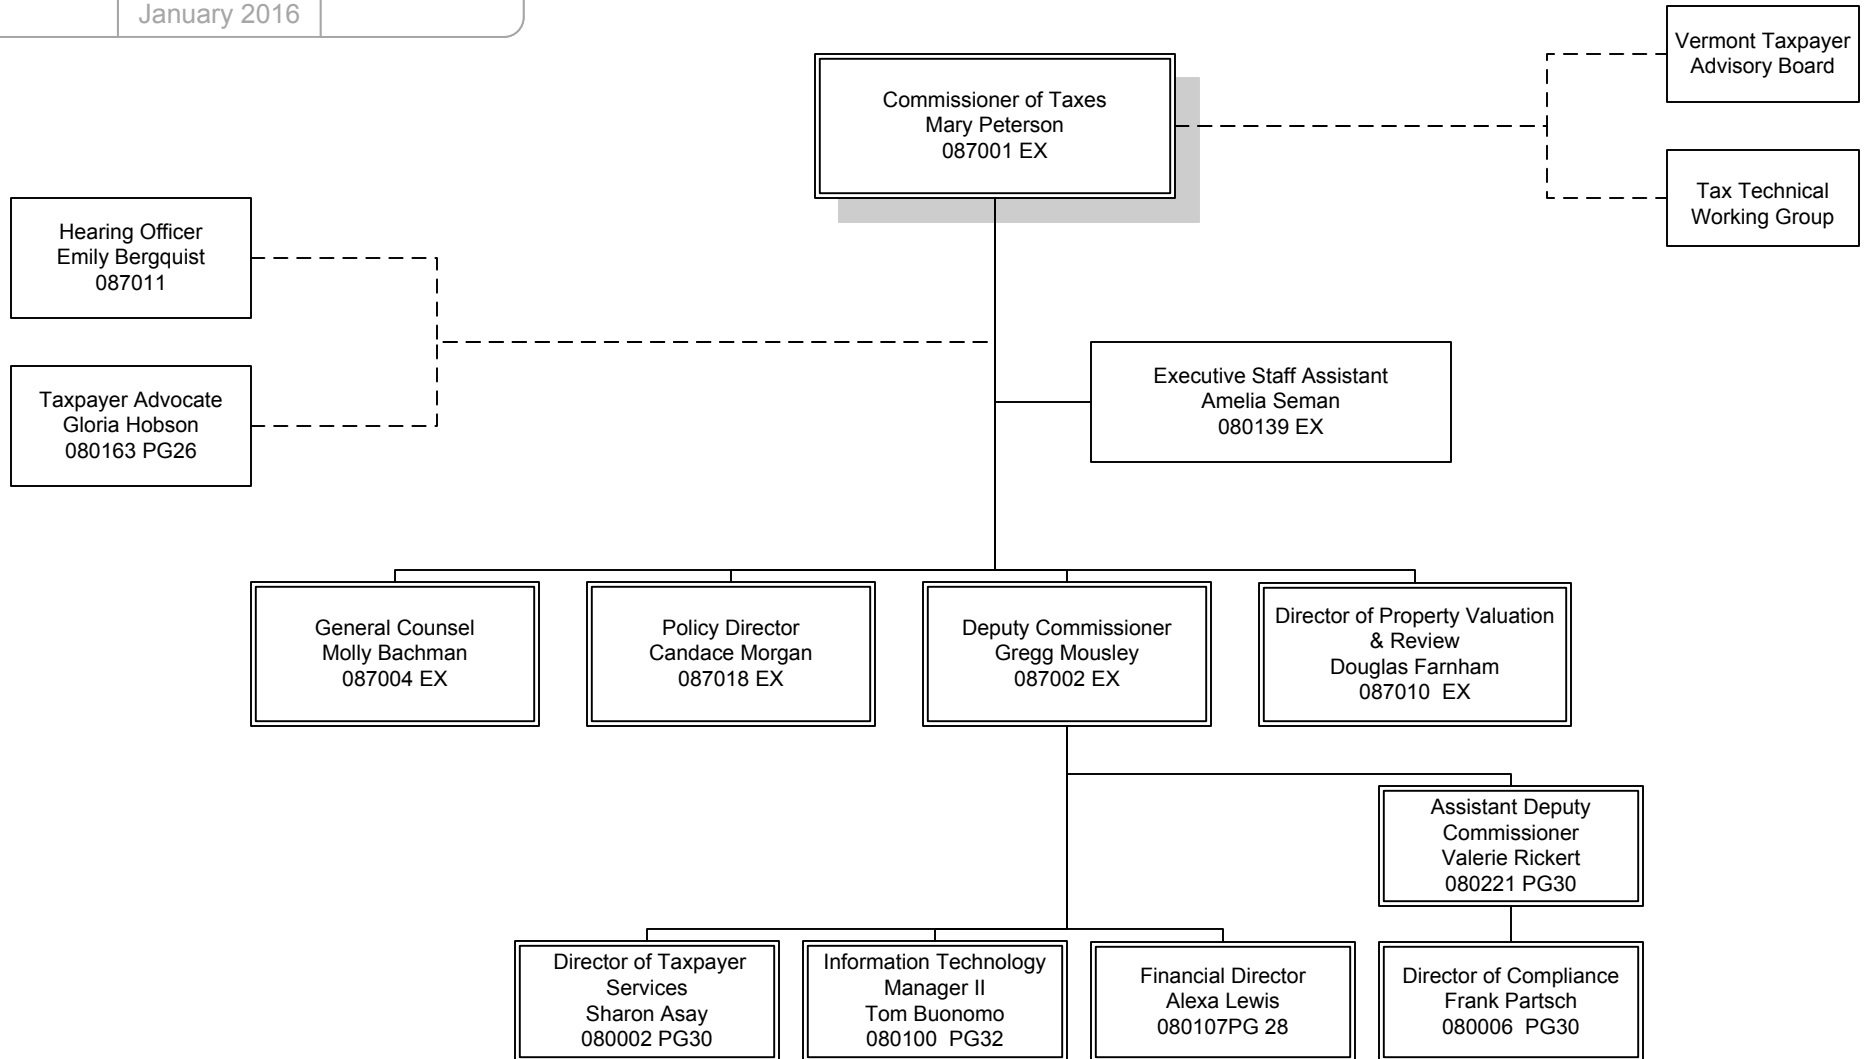 January 2016
Vermont Taxpayer
Advisory Board
Commissioner of Taxes
Mary Peterson
087001 EX
Tax Technical
Working Group
Hearing Officer
Emily Bergquist
087011
Taxpayer Advocate
Gloria Hobson
080163 PG26
Executive Staff Assistant
Amelia Seman
080139 EX
General Counsel
Molly Bachman
087004 EX
Policy Director
Candace Morgan
087018 EX
Deputy Commissioner
Gregg Mousley
087002 EX
Director of Property Valuation
& Review
Douglas Farnham
087010  EX
Assistant Deputy
Commissioner
Valerie Rickert
080221 PG30
Director of Taxpayer
Services
Sharon Asay
080002 PG30
Information Technology
Manager II
Tom Buonomo
080100  PG32
Financial Director
Alexa Lewis
080107PG 28
Director of Compliance
Frank Partsch
080006  PG30